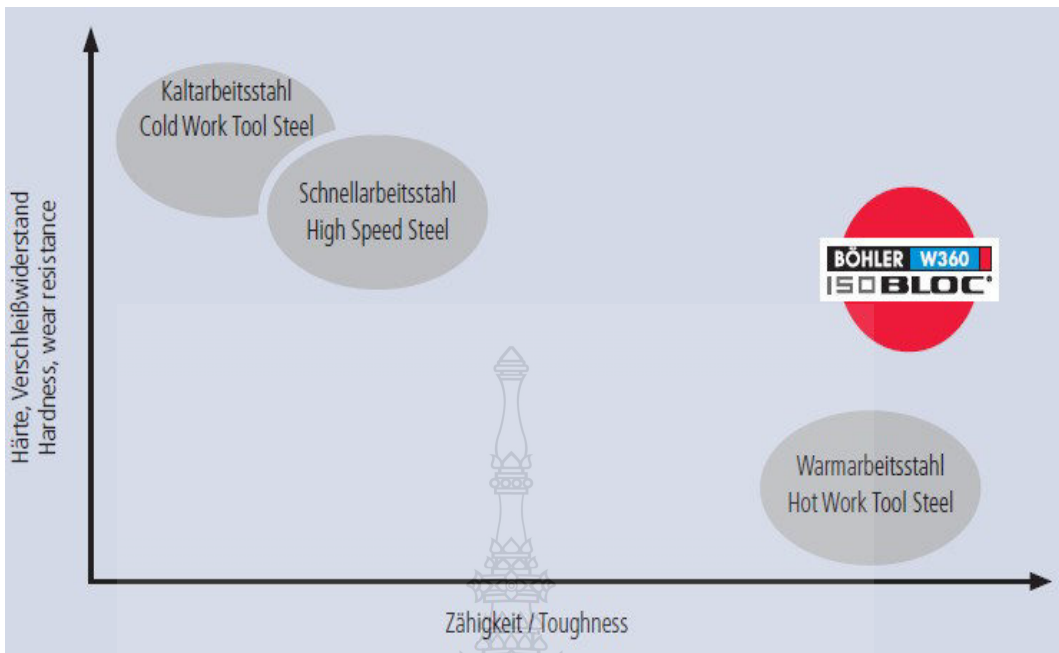 Kaltarbeitsstahl
Cold Work Tool Steel
Schnellarbeitsstahl
High Speed Steel
BÖHLER W360
ISOBLOC®
Warmarbeitsstahl
Hot Work Tool Steel
Härte, Verschleißwiderstand
Hardness, wear resistance
Zähigkeit / Toughness